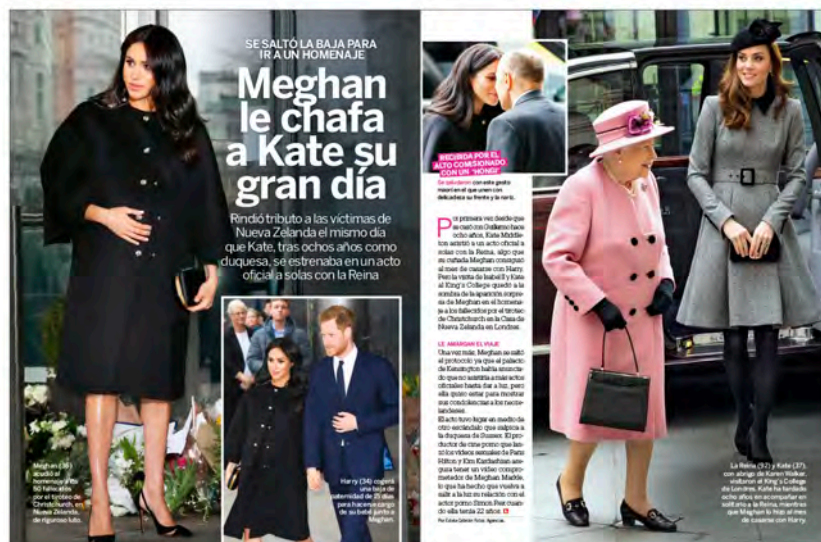 SE SALTÓ LA BAJA PARA
IR A UN HOMENAJE
Meghan
le chafa
a Kate su
gran día
Rindió tributo a las víctimas de
Nueva Zelanda el mismo día
que Kate, tras ochos años como
duquesa, se estrenaba en un acto
oficial a solas con la Reina
Meghan (36)
acudió al
homenaje a los
50 fallecidos
por el tiroteo de
Christchurch, en
Nueva Zelanda,
de riguroso luto.
Harry (34) cogerá
una baja de
paternidad de 15 días
para hacerse cargo
de su bebé junto a
Meghan.
RECIBIDA POR EL
ALTO COMISIONADO
CON UN 'HONGI'
Se saludaron con este gesto
maorí en el que unen con
delicadeza su frente y la nariz.
Por primera vez desde que
se casó con Guillermo hace
ocho años, Kate Middle-
ton asistió a un acto oficial a
solas con la Reina, algo que
su cuñada Meghan consiguió
al mes de casarse con Harry.
Pero la visita de Isabel II y Kate
al King's College quedó a la
sombra de la aparición sorpre-
sa de Meghan en el homena-
je a los fallecidos por el tiroteo
de Christchurch en la Casa de
Nueva Zelanda en Londres.
LE AMARGAN EL VIAJE
Una vez más, Meghan se saltó
el protocolo ya que el palacio
de Kensington había anuncia-
do que no asistiría a más actos
oficiales hasta dar a luz, pero
ella quiso estar para mostrar
sus condolencias a los neoze-
landeses.
El acto tuvo lugar en medio de
otro escándalo que salpica a
la duquesa de Sussex. El pro-
ductor de cine porno que lan-
zó los vídeos sexuales de Paris
Hilton y Kim Kardashian ase-
gura tener un vídeo compro-
metedor de Meghan Markle,
lo que ha hecho que vuelva a
salir a la luz su relación con el
actor porno Simon Rex cuan-
do ella tenía 22 años.
Fotos: Agencia.
La Reina (92) y Kate (37),
con abrigo de Karen Walker,
visitaron el King's College
de Londres. Kate ha tardado
ocho años en acompañar en
solitario a la Reina, mientras
que Meghan lo hizo al mes
de casarse con Harry.